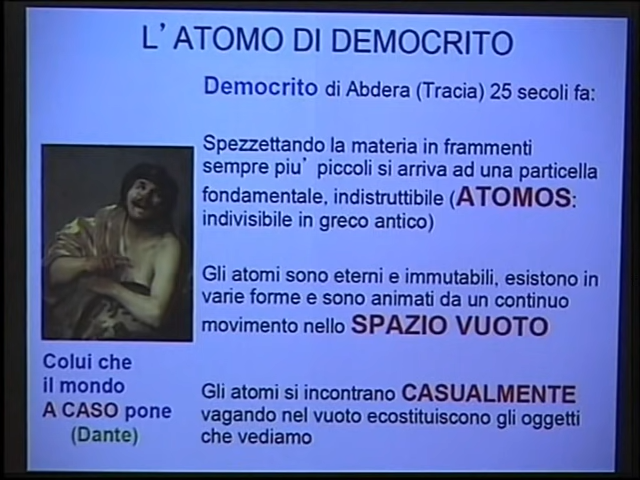 L' ATOMO DI DEMOCRITO
Democrito di Abdera (Tracia) 25 secoli fa:
Spezzettando la materia in frammenti
sempre piu' piccoli si arriva ad una particella
fondamentale, indistruttibile (ATOMOS:
indivisibile in greco antico)
Gli atomi sono eterni e immutabili, esistono in
varie forme e sono animati da un continuo
movimento nello SPAZIO VUOTO
Colui che
il mondo
A CASO pone
(Dante)
Gli atomi si incontrano CASUALMENTE
vagando nel vuoto ecostituiscono gli oggetti
che vediamo